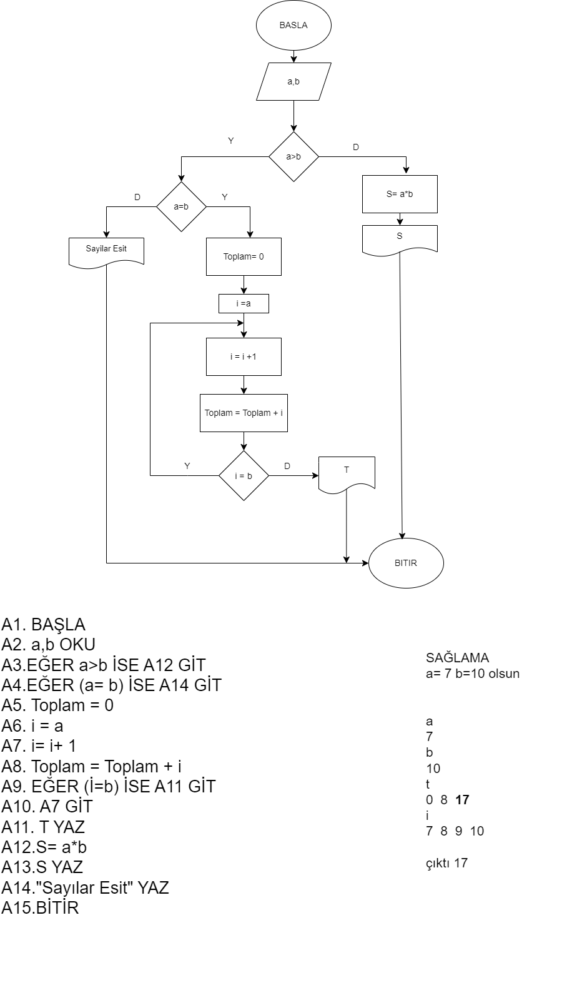 BASLA
a,b
Y
a>b
D
D
a=b
Y
S= a*b
Sayilar Esit
Toplam= 0
S
i =a
i = i +1
Toplam = Toplam + i
Y
i = b
D
T
BITIR
A1. BAŞLA
A2. a,b OKU
A3.EĞER a>b İSE A12 GİT
A4.EĞER (a= b) İSE A14 GİT
A5. Toplam = 0
A6. i = a
A7. i= i+ 1
A8. Toplam = Toplam + i
A9. EĞER (İ=b) İSE A11 GİT
A10. A7 GİT
A11. T YAZ
A12.S= a*b
A13.S YAZ
A14."Sayılar Esit" YAZ
A15.BİTİR
SAĞLAMA
a= 7 b=10 olsun
a
7
b
10
t
0 8 17
i
7 8 9 10
çıktı 17